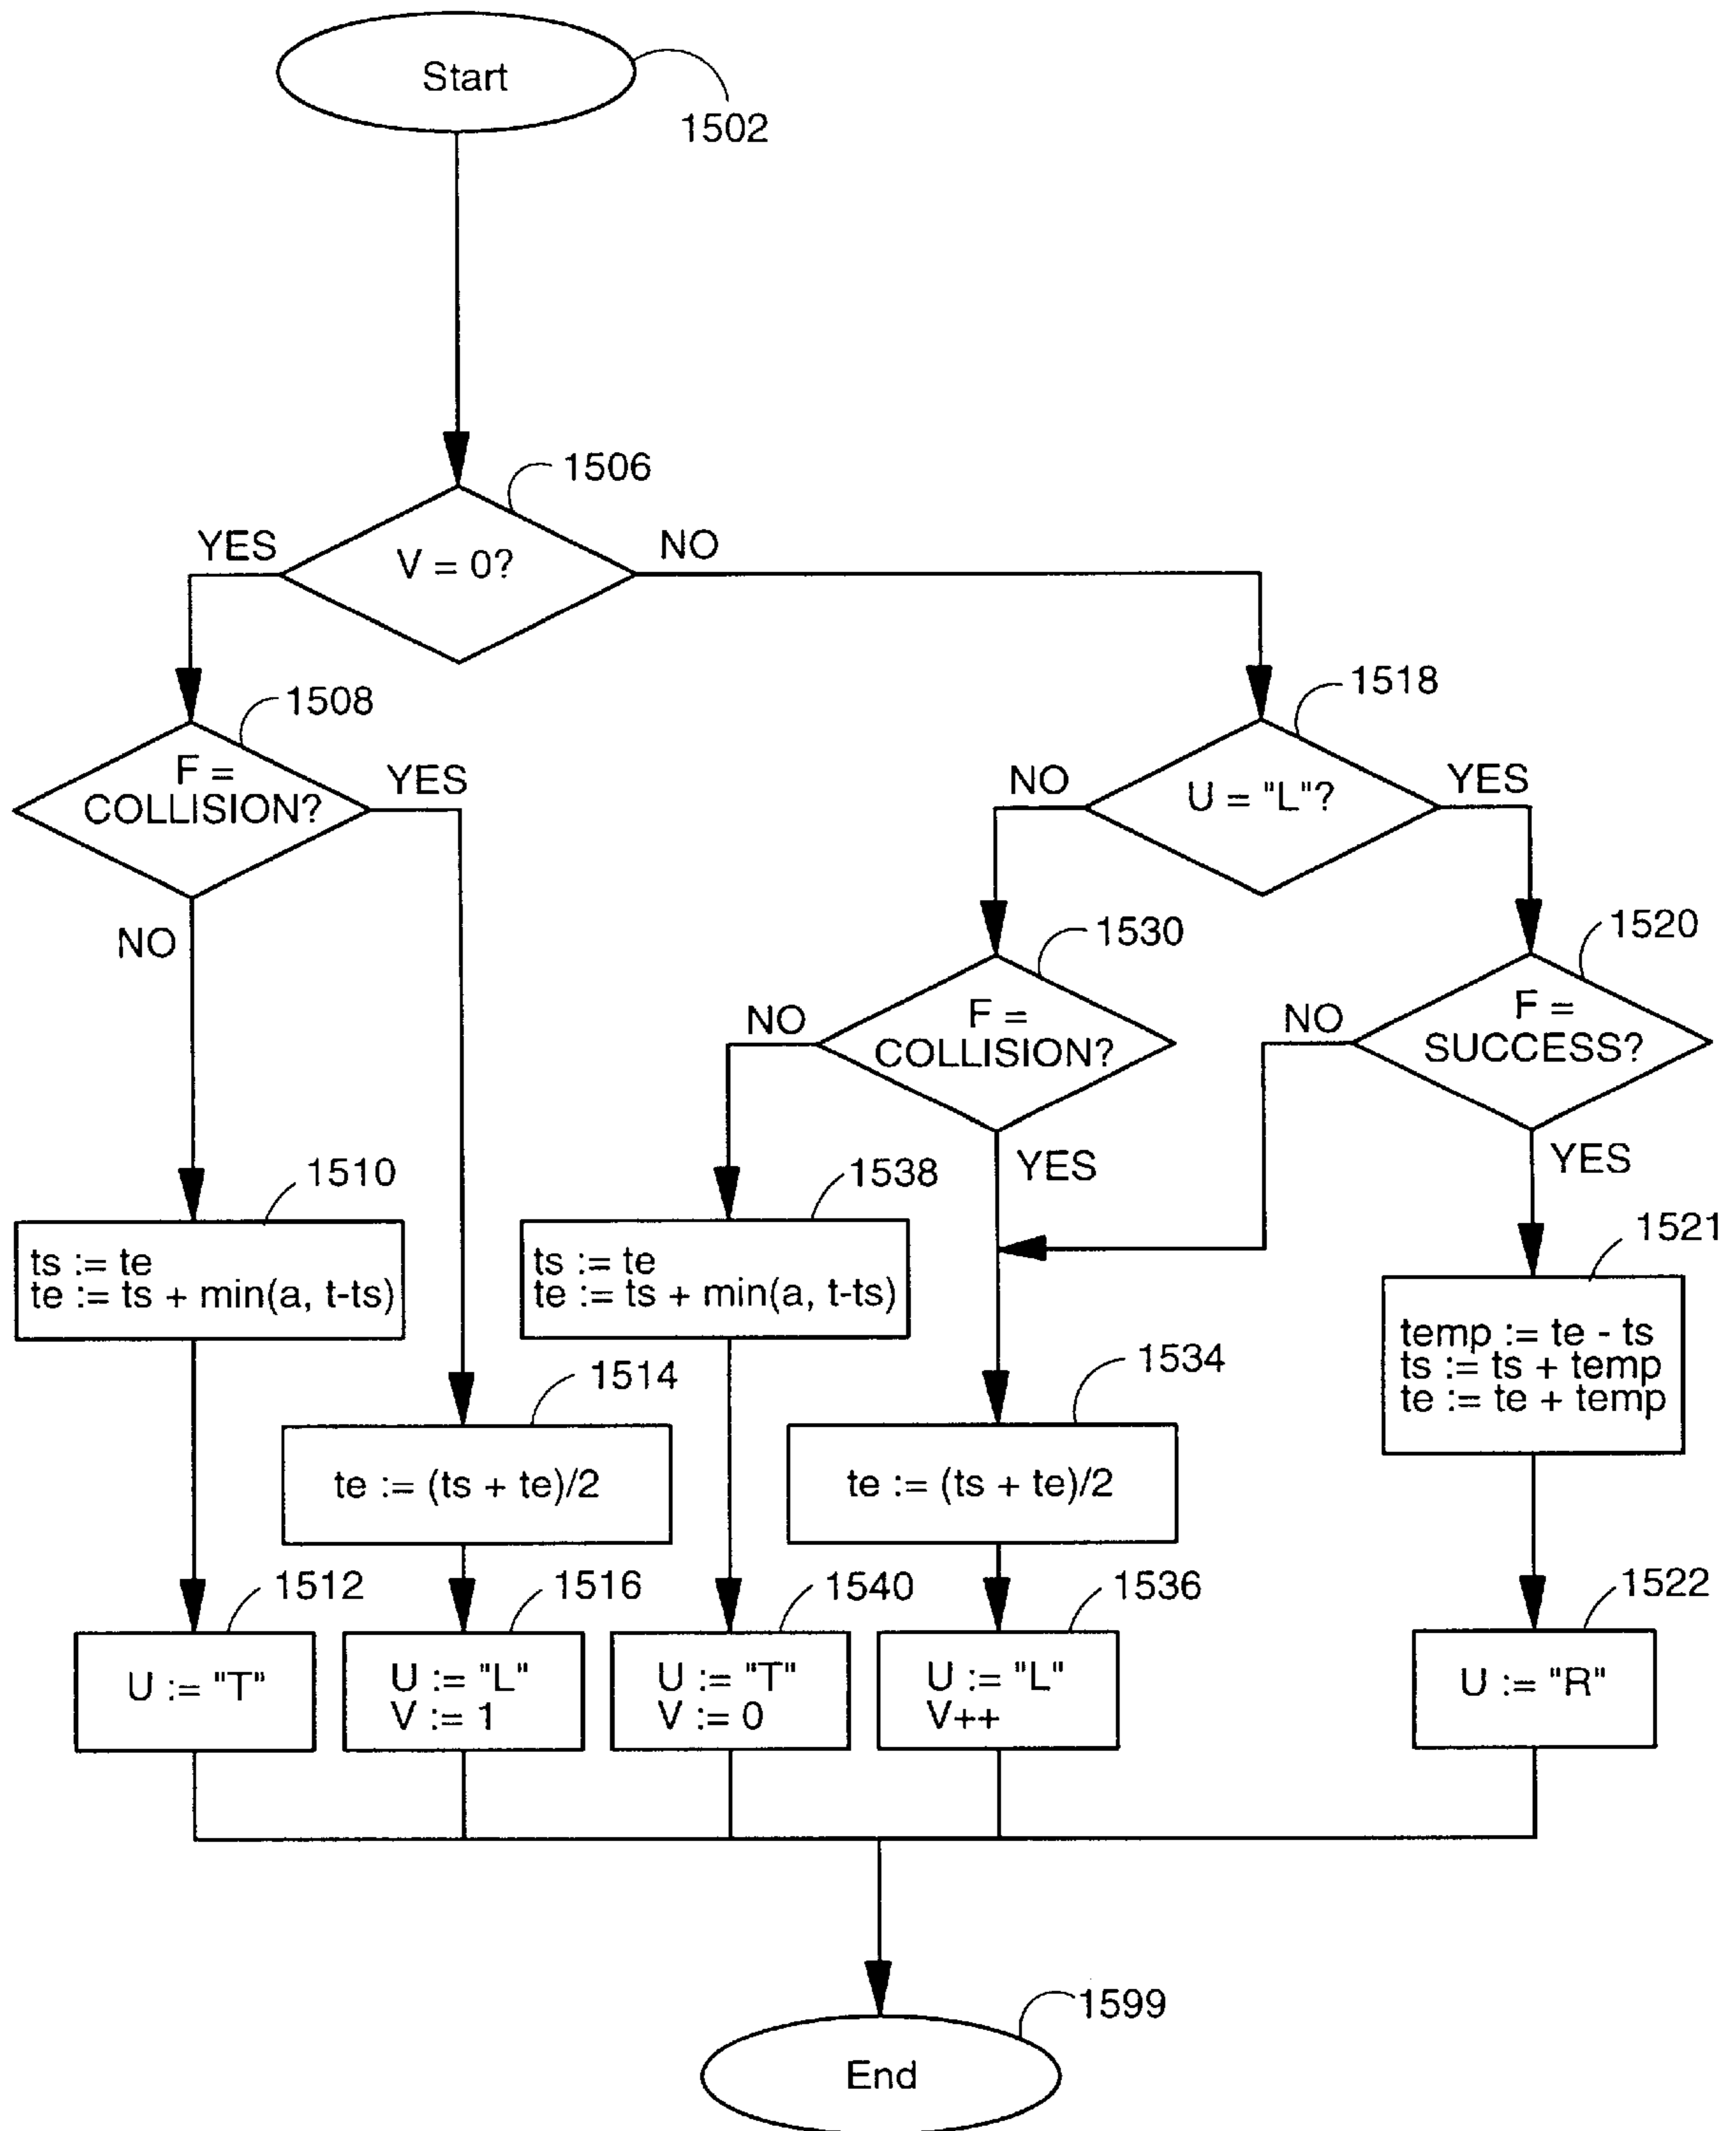 Start
1502
1506
V = 0?
YES
NO
1508
F =
COLLISION?
YES
NO
1518
U = "L"?
NO
YES
1530
F =
COLLISION?
NO
YES
1520
F =
SUCCESS?
NO
YES
1510
ts := te
te := ts + min(a, t-ts)
1538
ts := te
te := ts + min(a, t-ts)
1521
temp := te - ts
ts := ts + temp
te := te + temp
1514
te := (ts + te)/2
1534
te := (ts + te)/2
1512
U := "T"
1516
U := "L"
V := 1
1540
U := "T"
V := 0
1536
U := "L"
V++
1522
U := "R"
1599
End